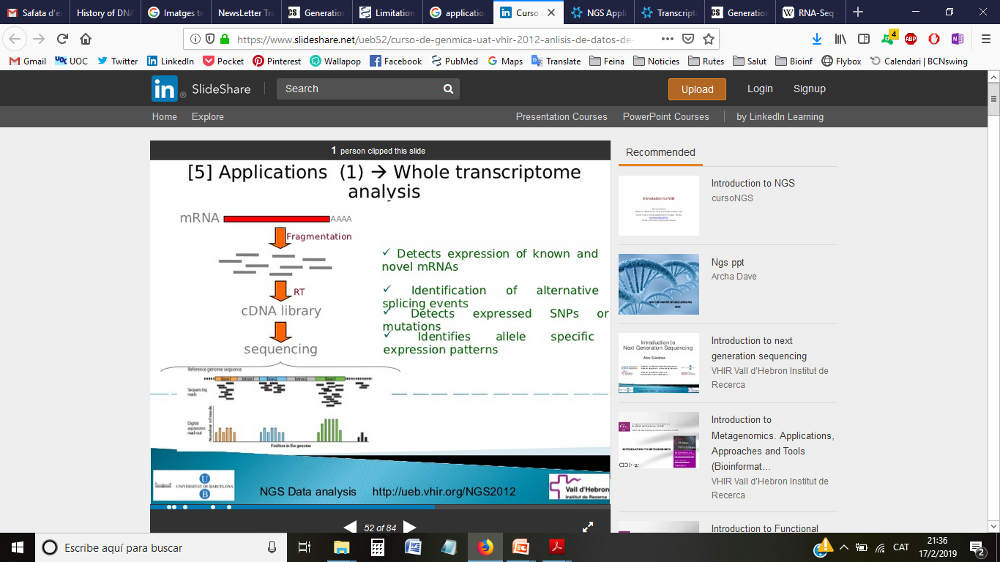 Safata d'en
History of DNA
Imatges tr
NewsLetter Tra
Generation
Limitation
application
Curso d
NGS Appli
Transcript
Generation
RNA-Seq -
https://www.slideshare.net/ueb52/curso-de-genmica-uat-vhir-2012-anlisis-de-datos-de-
4
ABP
Gmail
UOC
Twitter
LinkedIn
Pocket
Pinterest
Wallapop
Facebook
PubMed
Maps
Translate
Feina
Noticies
Rutes
Salut
Bioinf
Flybox
Calendari | BCNswing
in SlideShare
Search
Upload
Login
Signup
Home
Explore
Presentation Courses
PowerPoint Courses
by LinkedIn Learning
1 person clipped this slide
[5] Applications (1) → Whole transcriptome
analysis
mRNA
AAAA
Fragmentation
RT
cDNA library
sequencing
✓ Detects expression of known and
novel mRNAs
✓ Identification of alternative
splicing events
✓ Detects expressed SNPs or
mutations
✓ Identifies allele specific
expression patterns
Reference genome sequence
Exon1
Intron1
Exon2
Intron2
Exon3
Sequencing
reads
Digital
expression
read-out
Number of reads
Position in the genome
UNIVERSITAT DE BARCELONA
U
B
NGS Data analysis http://ueb.vhir.org/NGS2012
Vall d'Hebron
Institut de Recerca
52 of 84
Recommended
Introduction to NGS
Introduction to NGS
cursoNGS
Ngs ppt
Archa Dave
NEXT GENERATION SEQUENCING
NGS
Introduction to
Next Generation Sequencing
Alex Sánchez
Introduction to next
generation sequencing
VHIR Vall d'Hebron Institut de
Recerca
INTRODUCTION TO METAGENOMICS
Introduction to
Metagenomics. Applications,
Approaches and Tools
(Bioinformat...
VHIR Vall d'Hebron Institut de
Recerca
Introduction to Functional
Escribe aquí para buscar
CAT
21:36
17/2/2019
2